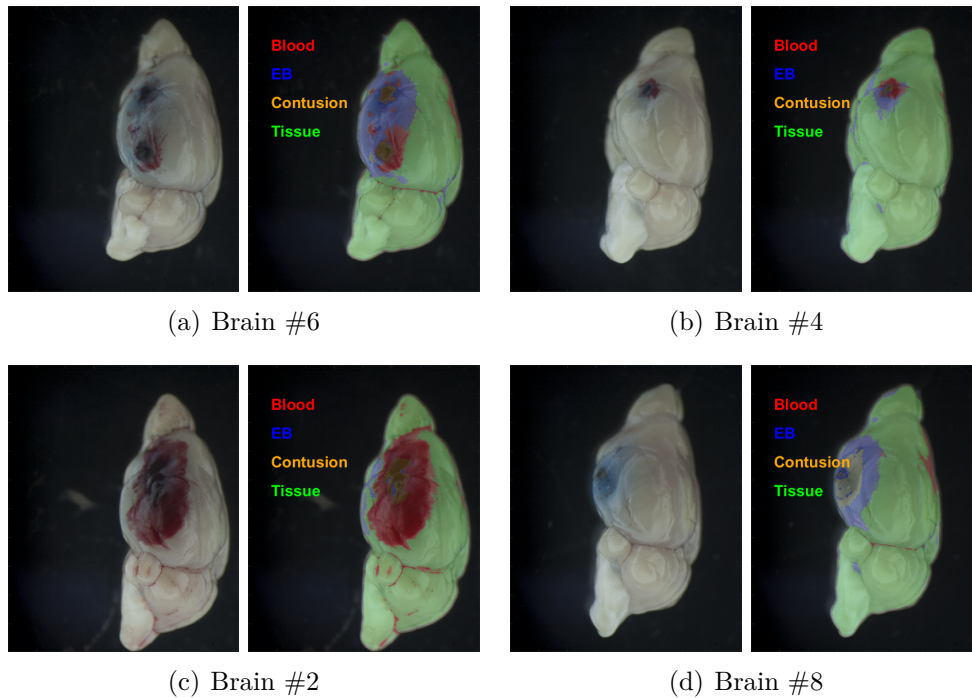 Blood
EB
Contusion
Tissue
Blood
EB
Contusion
Tissue
(a) Brain #6
(b) Brain #4
Blood
EB
Contusion
Tissue
Blood
EB
Contusion
Tissue
(c) Brain #2
(d) Brain #8